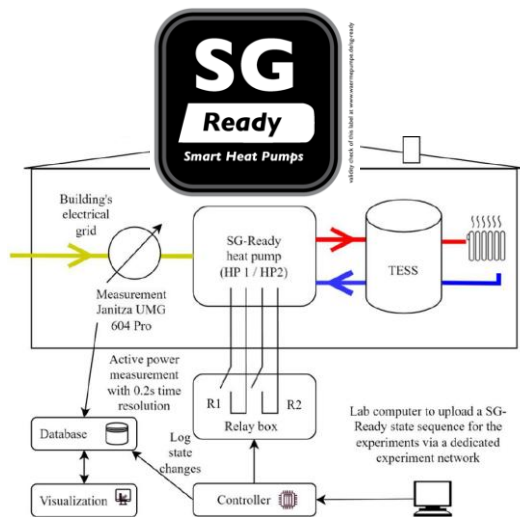 SG
Ready
Smart Heat Pumps
validity check of this label at www.waermepumpe.de/sg-ready
Building's
electrical
grid
SG-Ready
heat pump
(HP 1 / HP2)
TESS
Measurement
Janitza UMG
604 Pro
Active power
measurement
with 0.2s time
resolution
R1
R2
Relay box
Database
Log
state
changes
Lab computer to upload a SG-
Ready state sequence for the
experiments via a dedicated
experiment network
Visualization
Controller